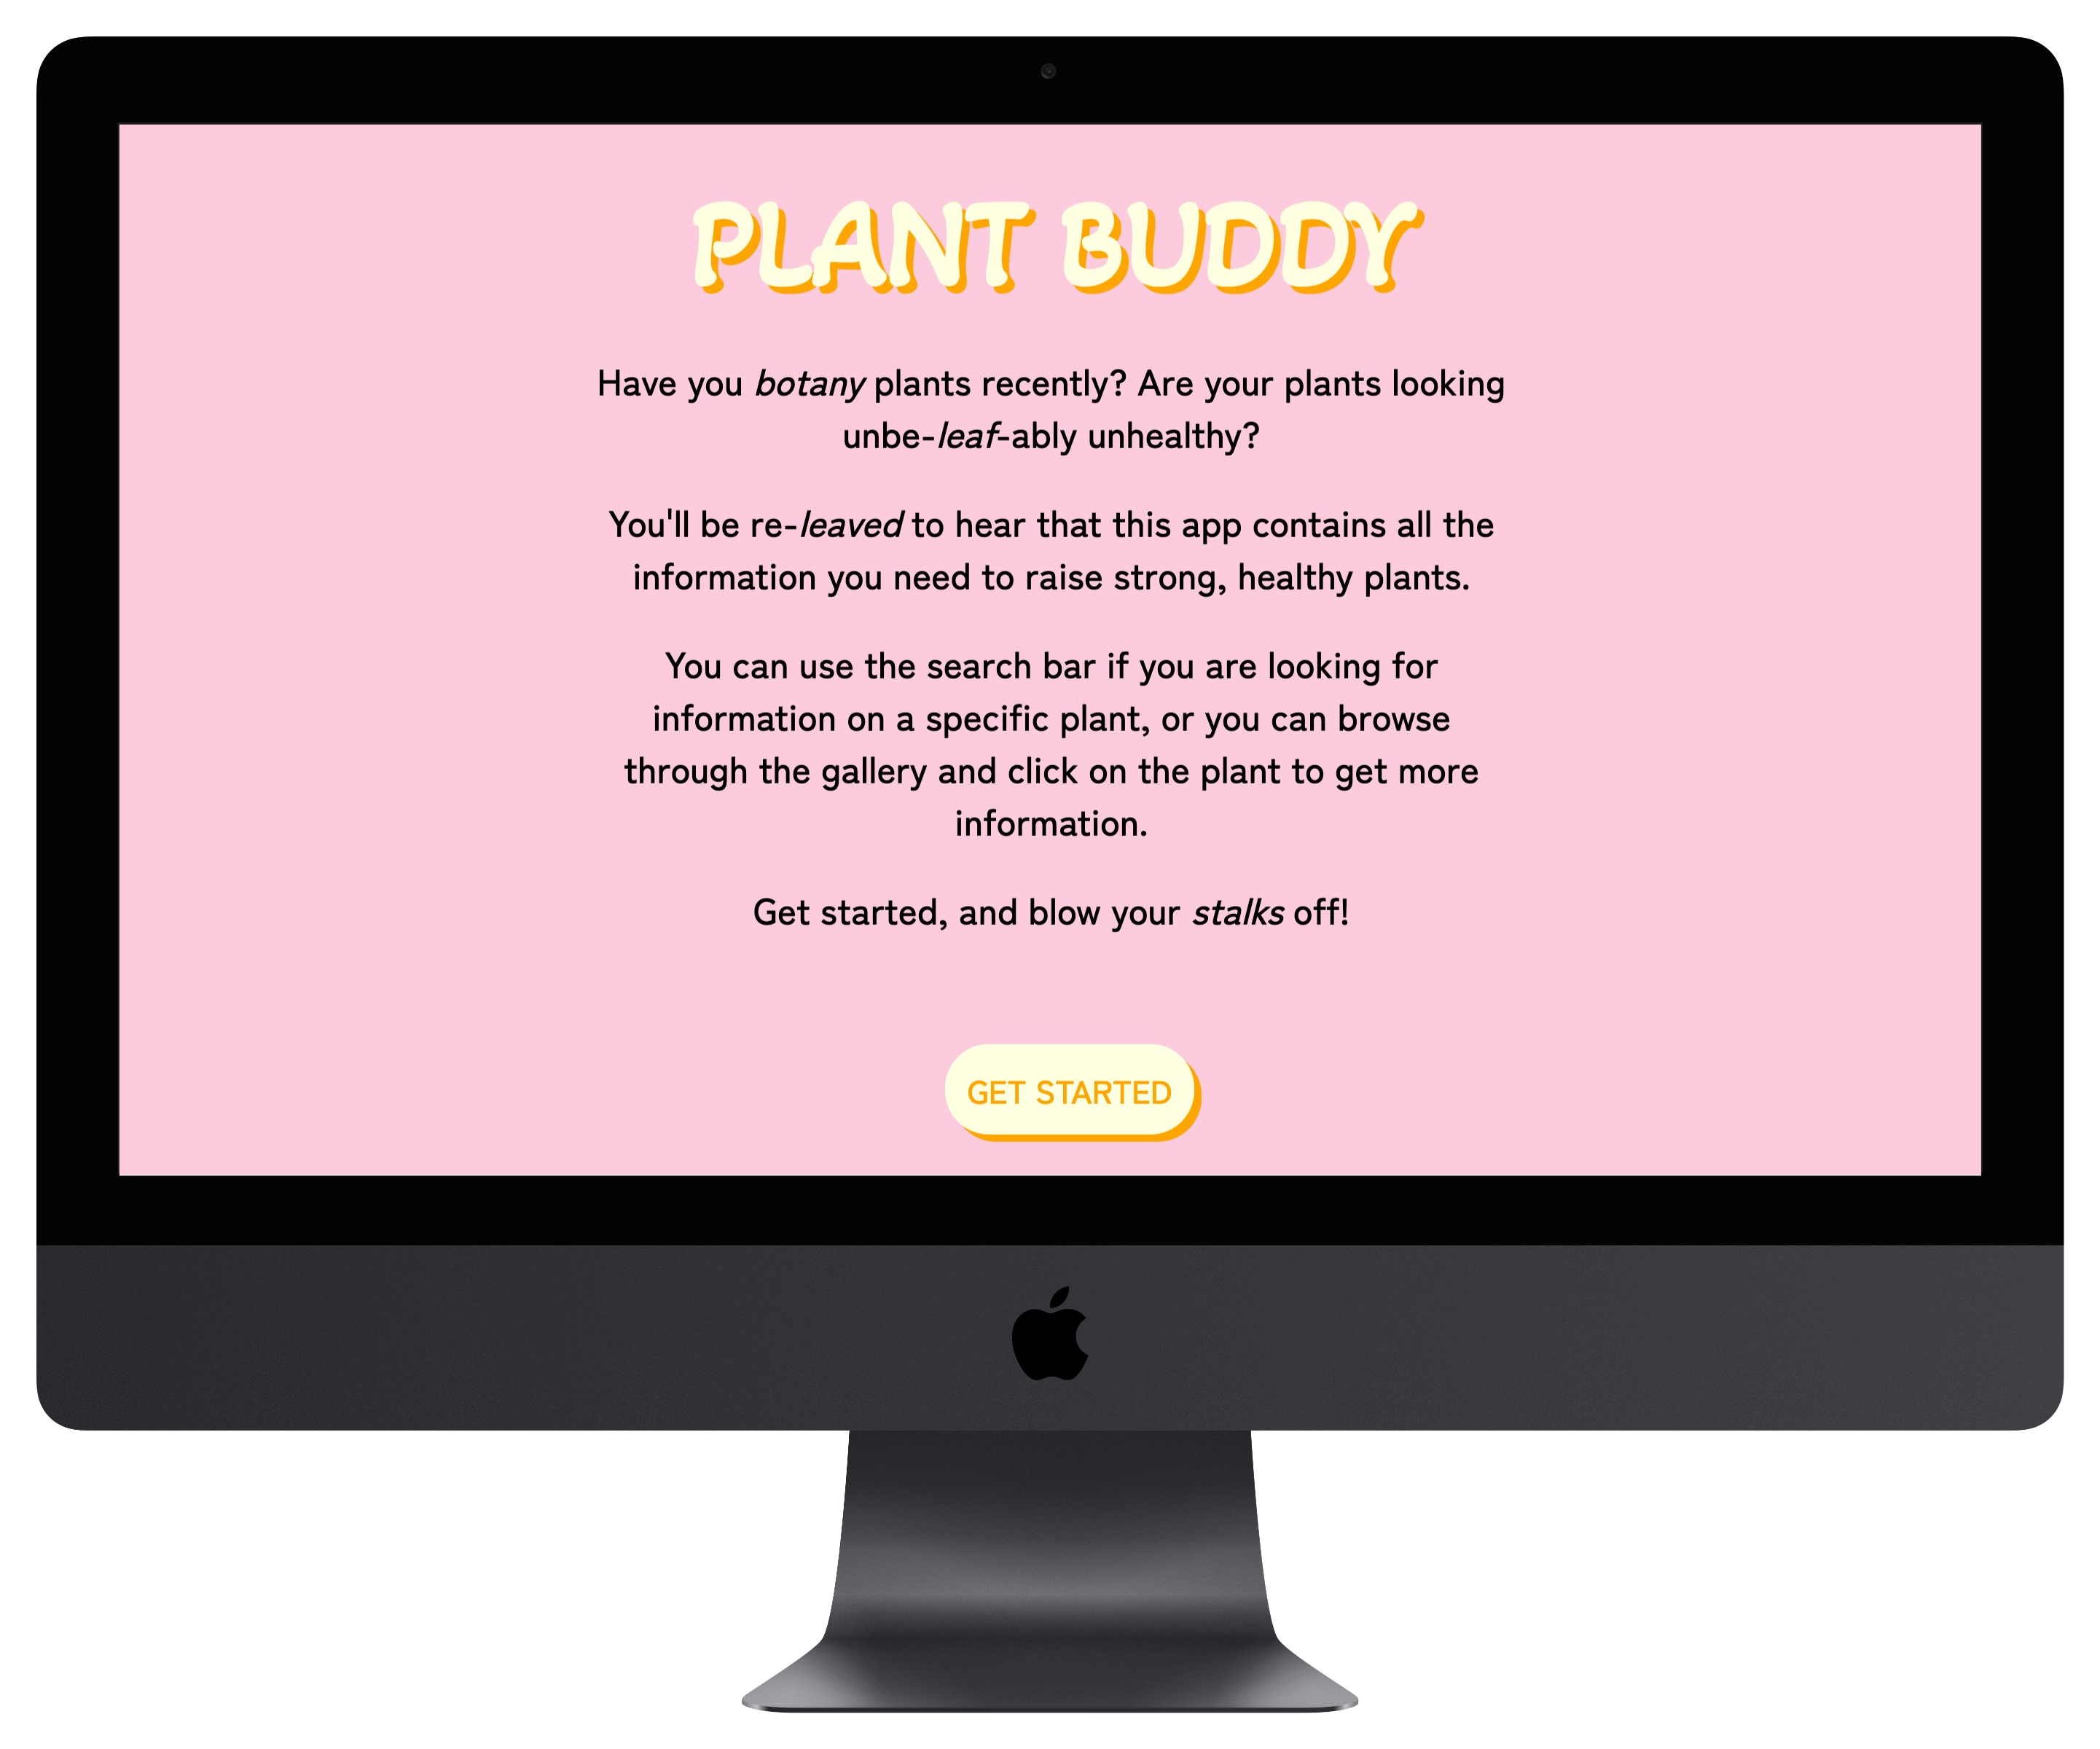 PLANT BUDDY
Have you botany plants recently? Are your plants looking
unbe-leaf-ably unhealthy?
You'll be re-leaved to hear that this app contains all the
information you need to raise strong, healthy plants.
You can use the search bar if you are looking for
information on a specific plant, or you can browse
through the gallery and click on the plant to get more
information.
Get started, and blow your stalks off!
GET STARTED